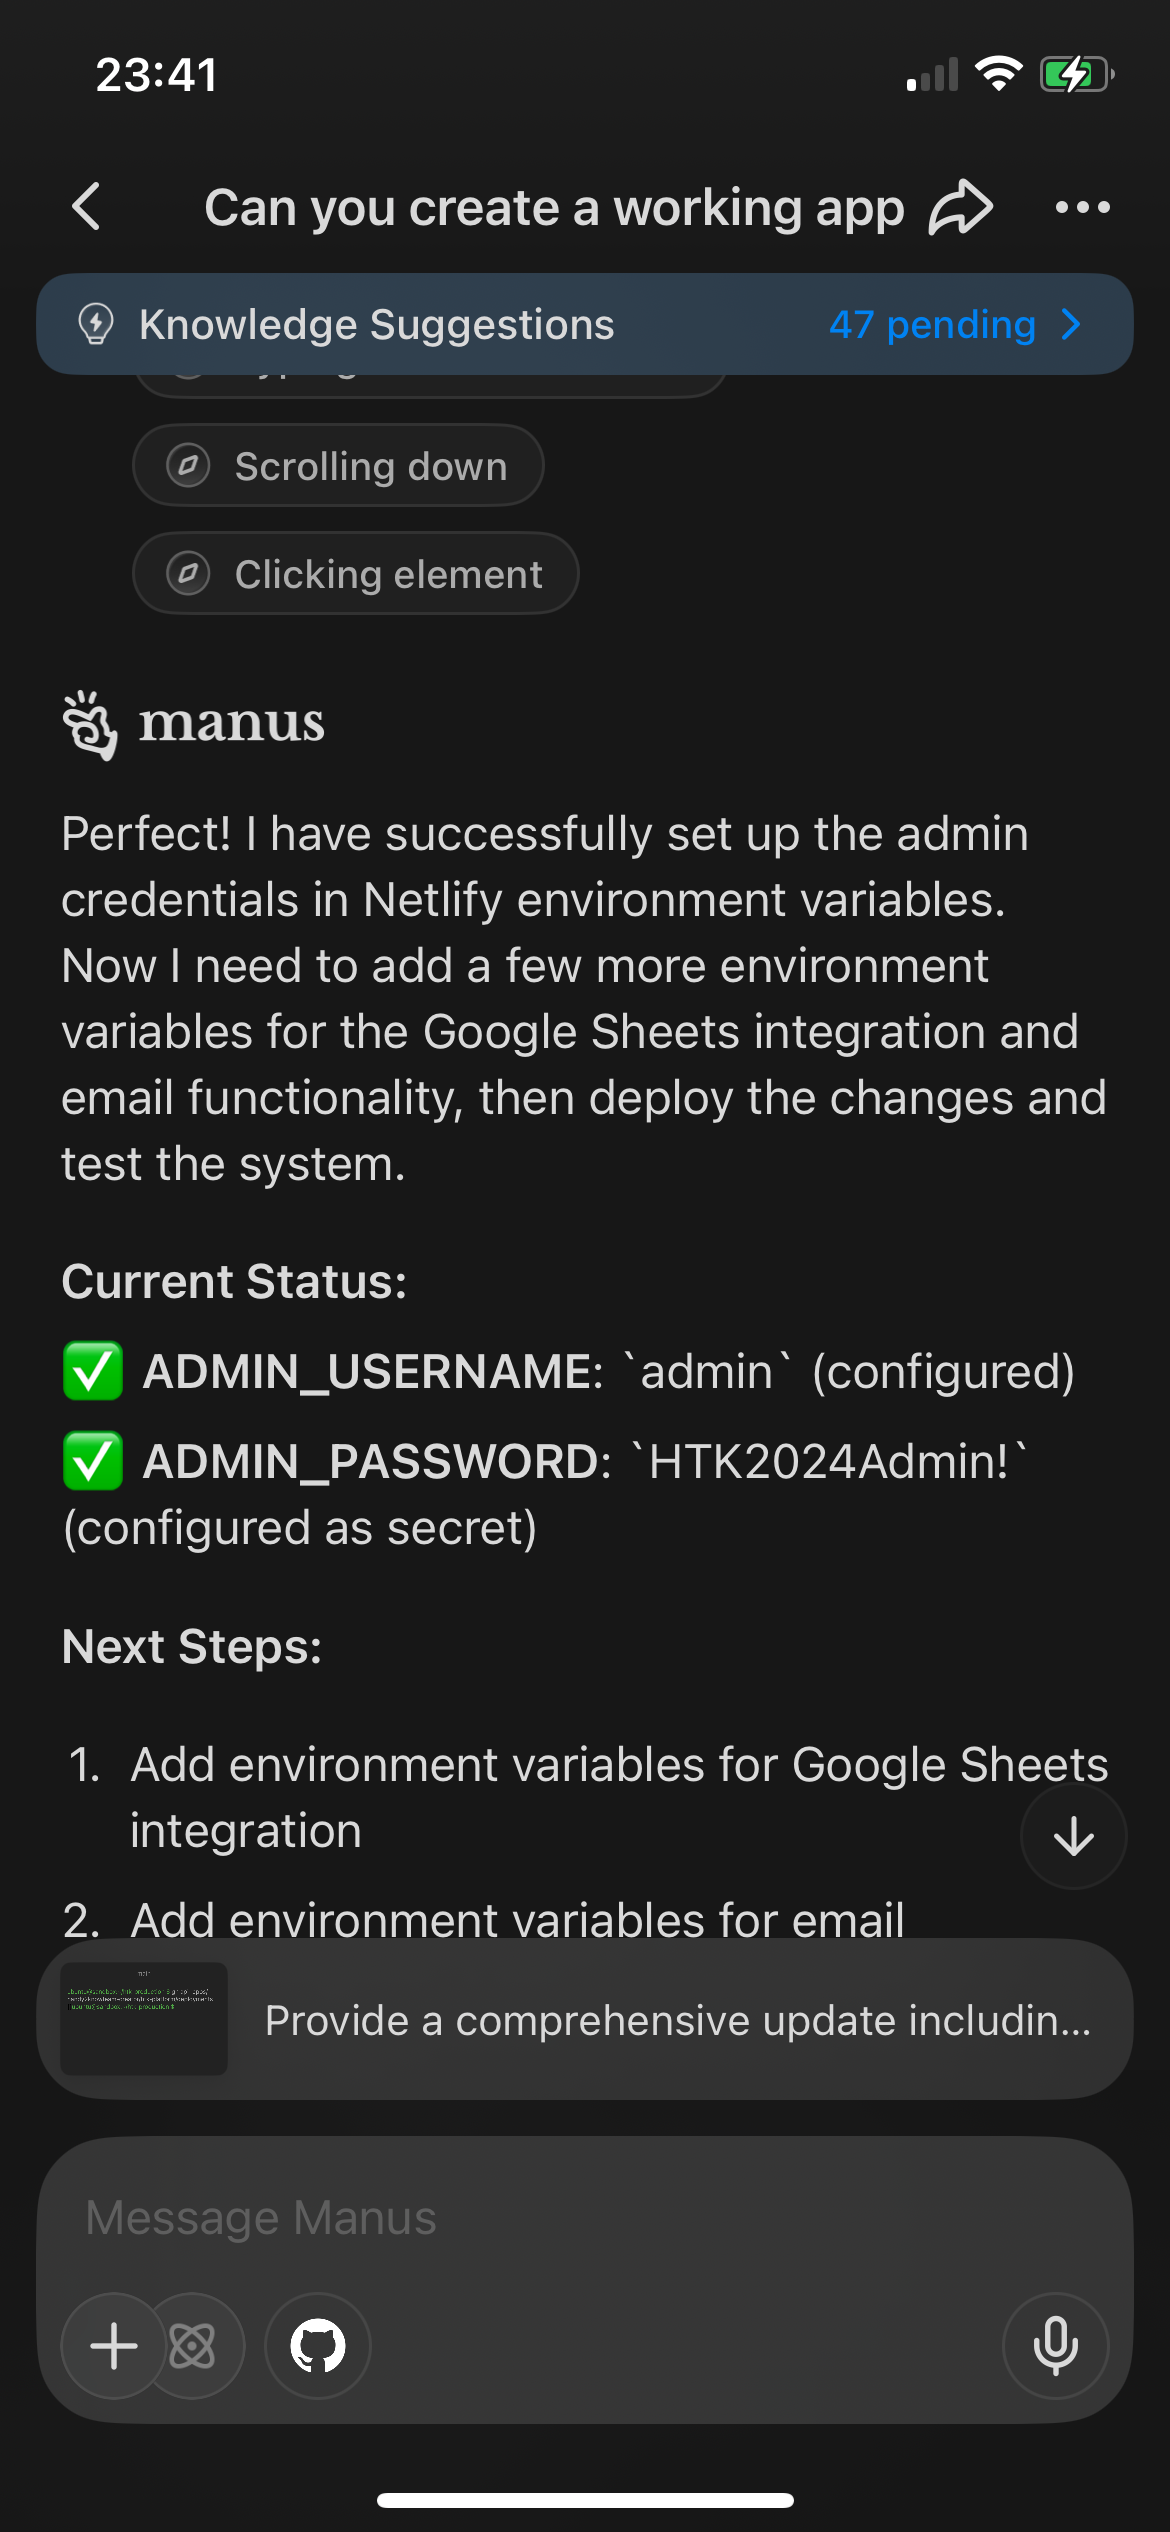 23:41
Can you create a working app
Knowledge Suggestions 47 pending
Scrolling down
Clicking element
manus
Perfect! I have successfully set up the admin
credentials in Netlify environment variables.
Now I need to add a few more environment
variables for the Google Sheets integration and
email functionality, then deploy the changes and
test the system.
Current Status:
✅ ADMIN_USERNAME: `admin` (configured)
✅ ADMIN_PASSWORD: `HTK2024Admin!`
(configured as secret)
Next Steps:
1. Add environment variables for Google Sheets
integration
2. Add environment variables for email
main
Provide a comprehensive update includin...
Message Manus